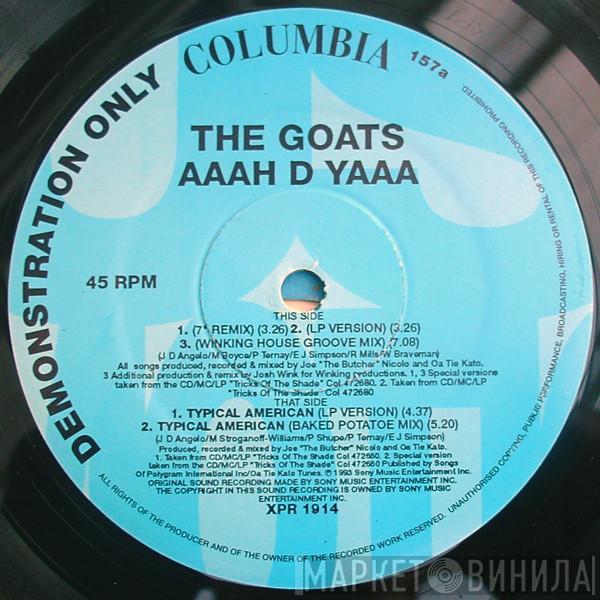 COLUMBIA
157a
DEMONSTRATION ONLY
THE GOATS
AAAH D YAAA
45 RPM
THIS SIDE
1. (7" REMIX) (3.26) 2. (LP VERSION) (3.26)
3. (WINKING HOUSE GROOVE MIX) (7.08)
(J D Angelo/M Boyce/P Ternay/E J Simpson/R Mills/W Braveman)
All songs produced, recorded & mixed by Joe "The Butcher" Nicolo and Oa Tie Kato.
3 Additional production & remix by Josh Wink for Winking productions. 1, 3 Special versions
taken from the CD/MC/LP "Tricks Of The Shade" Col 472680. 2. Taken from CD/MC/LP
"Tricks Of The Shade Col 472680
THAT SIDE
1. TYPICAL AMERICAN (LP VERSION) (4.37)
2. TYPICAL AMERICAN (BAKED POTATOE MIX) (5.20)
(J D Angelo/M Stroganoff-Williams/P Shupe/P Ternay/E J Simpson)
Produced, recorded & mixed by Joe "The Butcher" Nicolo and Oa Tie Kato.
1. Taken from CD/MC/LP "Tricks Of The Shade" Col 472680. 2. Special version
taken from the CD/MC/LP "Tricks Of The Shade" Col 472680 Published by Songs
Of Polygram International Inc/Oa Tie Kato Tunes. ℗ 1993 Sony Music Entertainment Inc.
ORIGINAL SOUND RECORDING MADE BY SONY MUSIC ENTERTAINMENT INC.
THE COPYRIGHT IN THIS SOUND RECORDING IS OWNED BY SONY MUSIC
ENTERTAINMENT INC.
XPR 1914
ALL RIGHTS OF THE PRODUCER AND OF THE OWNER OF THE RECORDED WORK RESERVED. UNAUTHORISED COPYING, PUBLIC PERFORMANCE, BROADCASTING, HIRING OR RENTAL OF THIS RECORDING PROHIBITED.
МАРКЕТ ВИНИЛА